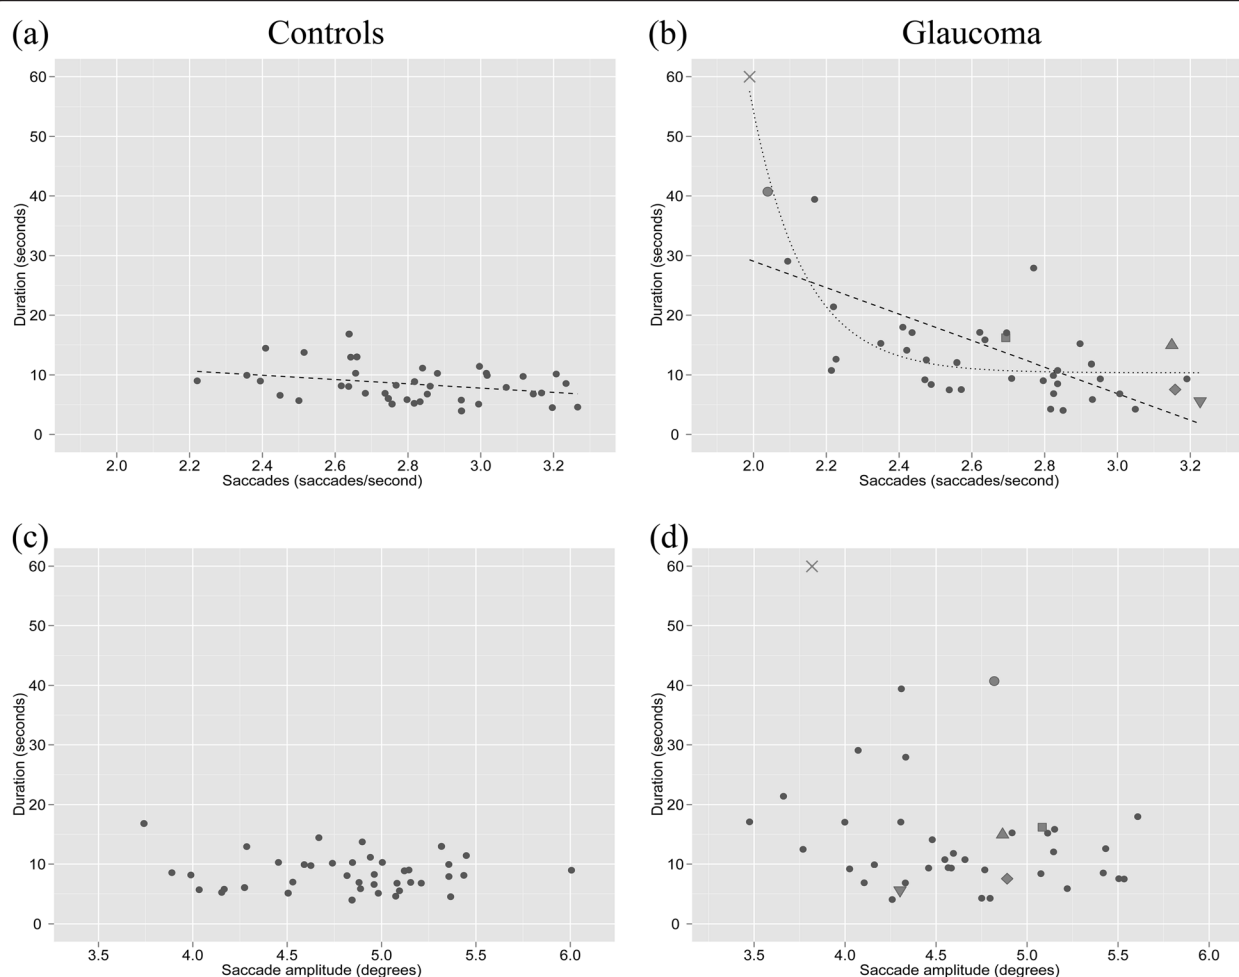 (a) Controls
60
50
40
30
20
10
0
Duration (seconds)
2.0 2.2 2.4 2.6 2.8 3.0 3.2
Saccades (saccades/second)
(b) Glaucoma
60
50
40
30
20
10
0
Duration (seconds)
2.0 2.2 2.4 2.6 2.8 3.0 3.2
Saccades (saccades/second)
(c)
60
50
40
30
20
10
0
Duration (seconds)
3.5 4.0 4.5 5.0 5.5 6.0
Saccade amplitude (degrees)
(d)
60
50
40
30
20
10
0
Duration (seconds)
3.5 4.0 4.5 5.0 5.5 6.0
Saccade amplitude (degrees)